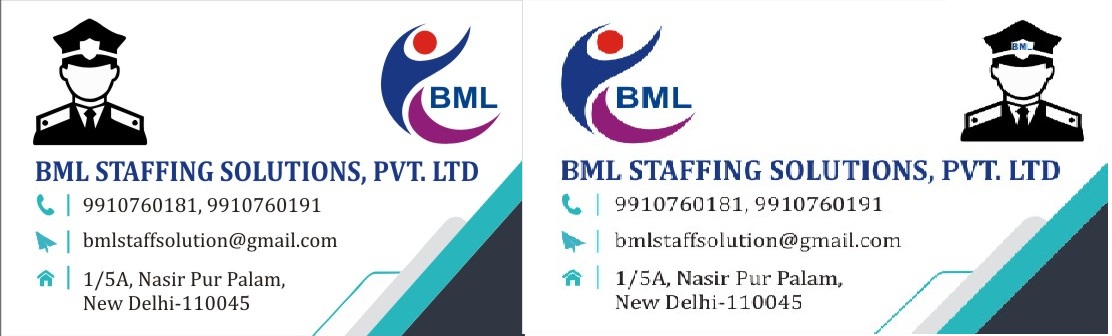 BML
BML STAFFING SOLUTIONS, PVT. LTD
9910760181, 9910760191
bmlstaffsolution@gmail.com
1/5A, Nasir Pur Palam,
New Delhi-110045
BML
BML
BML STAFFING SOLUTIONS, PVT. LTD
9910760181, 9910760191
bmlstaffsolution@gmail.com
1/5A, Nasir Pur Palam,
New Delhi-110045